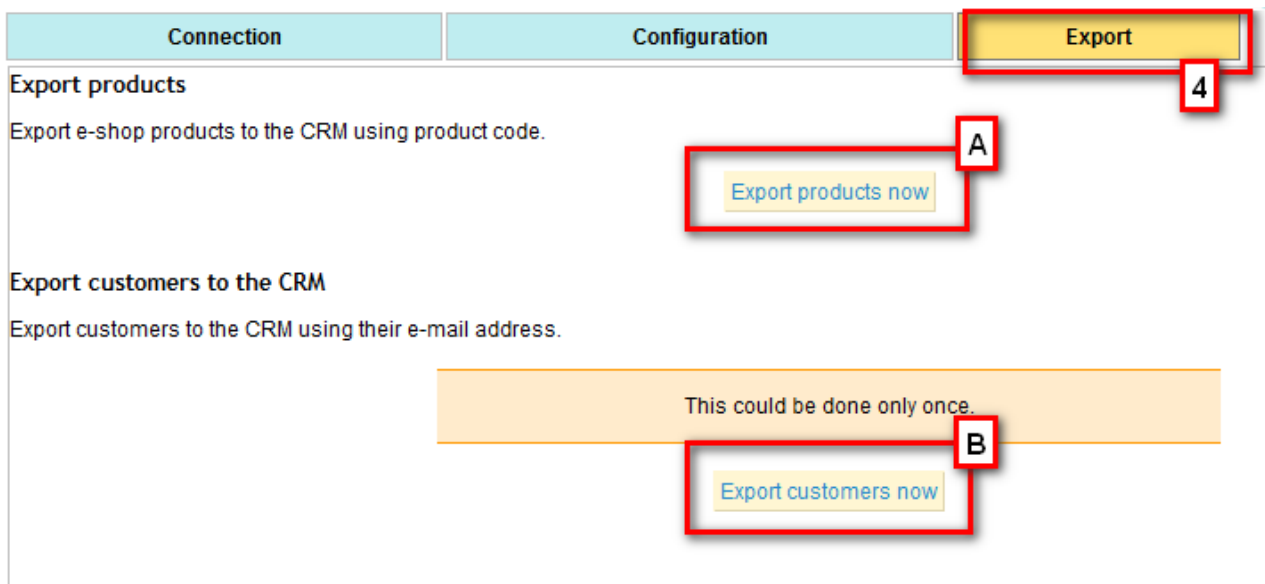 Connection Configuration Export
4
Export products
Export e-shop products to the CRM using product code.
A
Export products now
Export customers to the CRM
Export customers to the CRM using their e-mail address.
This could be done only once.
B
Export customers now